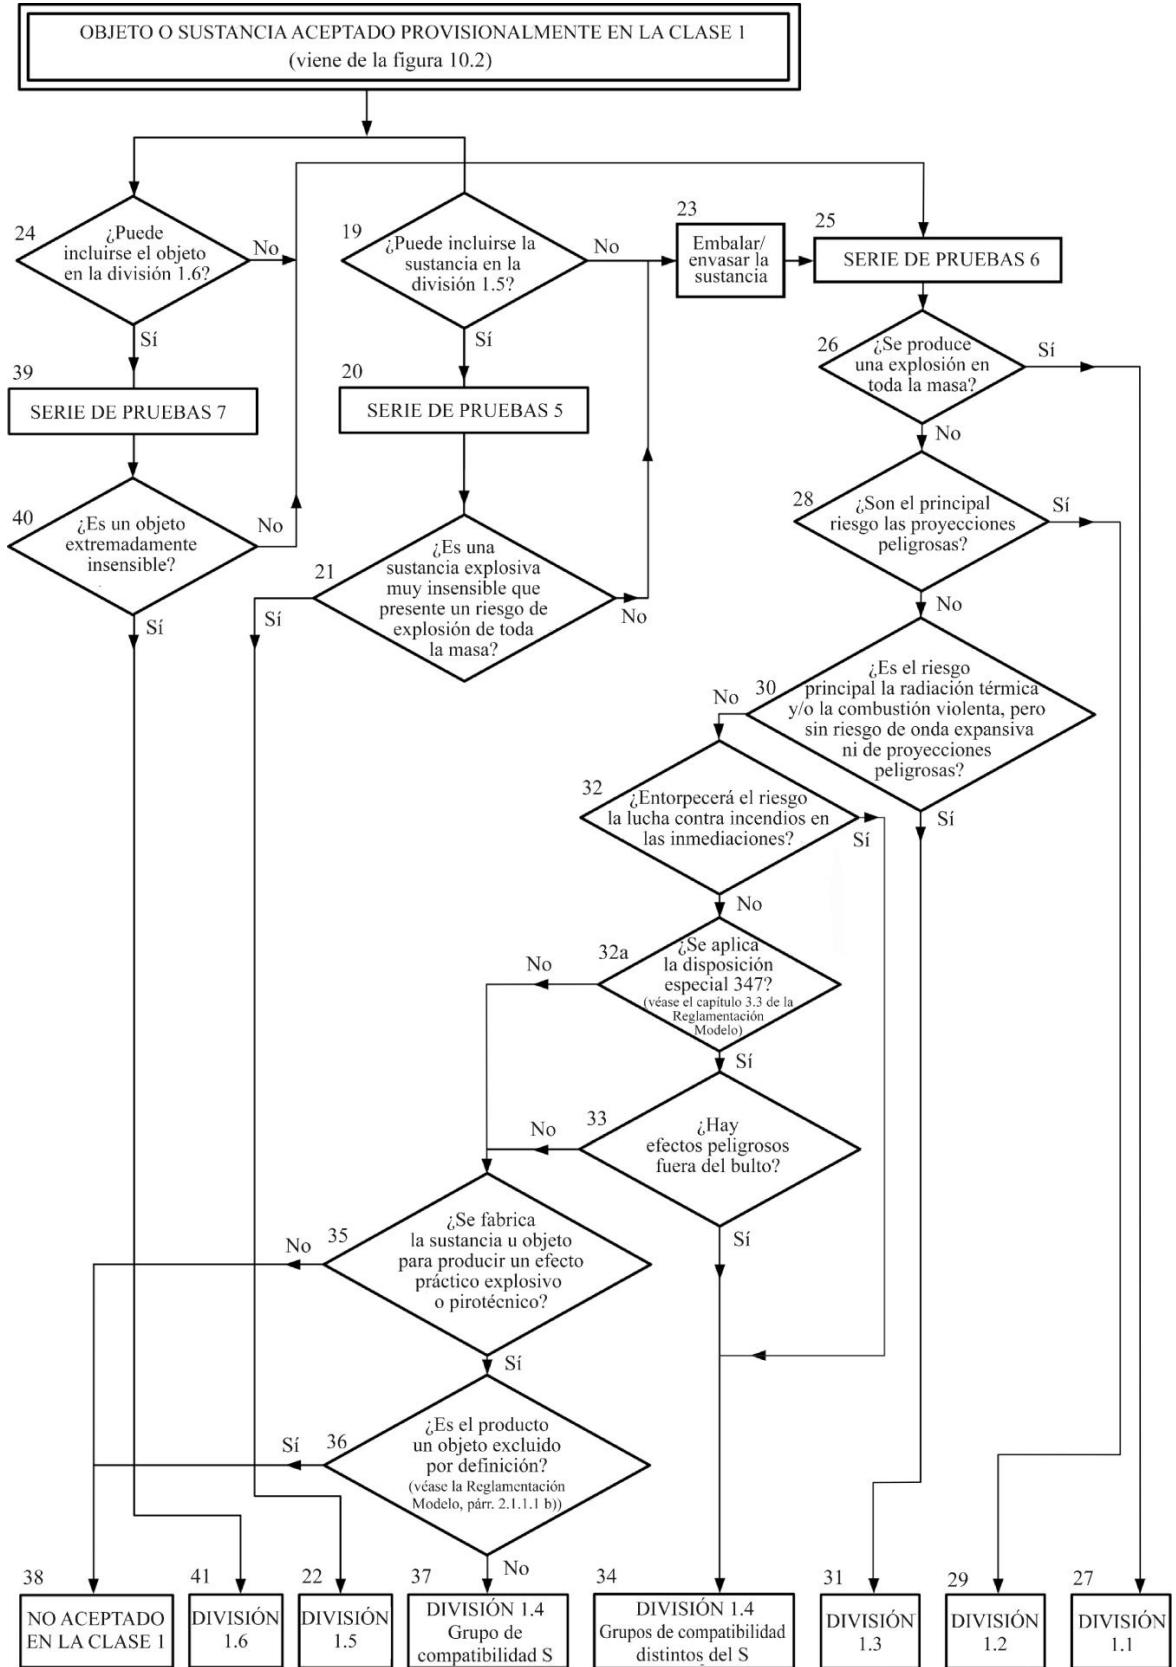 OBJETO O SUSTANCIA ACEPTADO PROVISIONALMENTE EN LA CLASE 1
(viene de la figura 10.2)
24
¿Puede
incluirse el objeto
en la división 1.6?
No
Sí
19
¿Puede incluirse la
sustancia en la
división 1.5?
No
Sí
23
Embalar/
envasar la
sustancia
25
SERIE DE PRUEBAS 6
26
¿Se produce
una explosión en
toda la masa?
Sí
No
39
SERIE DE PRUEBAS 7
20
SERIE DE PRUEBAS 5
40
¿Es un objeto
extremadamente
insensible?
No
Sí
21
¿Es una
sustancia explosiva
muy insensible que
presente un riesgo de
explosión de toda
la masa?
Sí
No
28
¿Son el principal
riesgo las proyecciones
peligrosas?
Sí
No
30
¿Es el riesgo
principal la radiación térmica
y/o la combustión violenta, pero
sin riesgo de onda expansiva
ni de proyecciones
peligrosas?
No
Sí
32
¿Entorpecerá el riesgo
la lucha contra incendios en
las inmediaciones?
Sí
No
32a
¿Se aplica
la disposición
especial 347?
(véase el capítulo 3.3 de la
Reglamentación
Modelo)
No
Sí
33
¿Hay
efectos peligrosos
fuera del bulto?
No
Sí
35
¿Se fabrica
la sustancia u objeto
para producir un efecto
práctico explosivo
o pirotécnico?
No
Sí
36
¿Es el producto
un objeto excluido
por definición?
(véase la Reglamentación
Modelo, párr. 2.1.1.1 b))
Sí
No
38
NO ACEPTADO
EN LA CLASE 1
41
DIVISIÓN
1.6
22
DIVISIÓN
1.5
37
DIVISIÓN 1.4
Grupo de
compatibilidad S
34
DIVISIÓN 1.4
Grupos de compatibilidad
distintos del S
31
DIVISIÓN
1.3
29
DIVISIÓN
1.2
27
DIVISIÓN
1.1